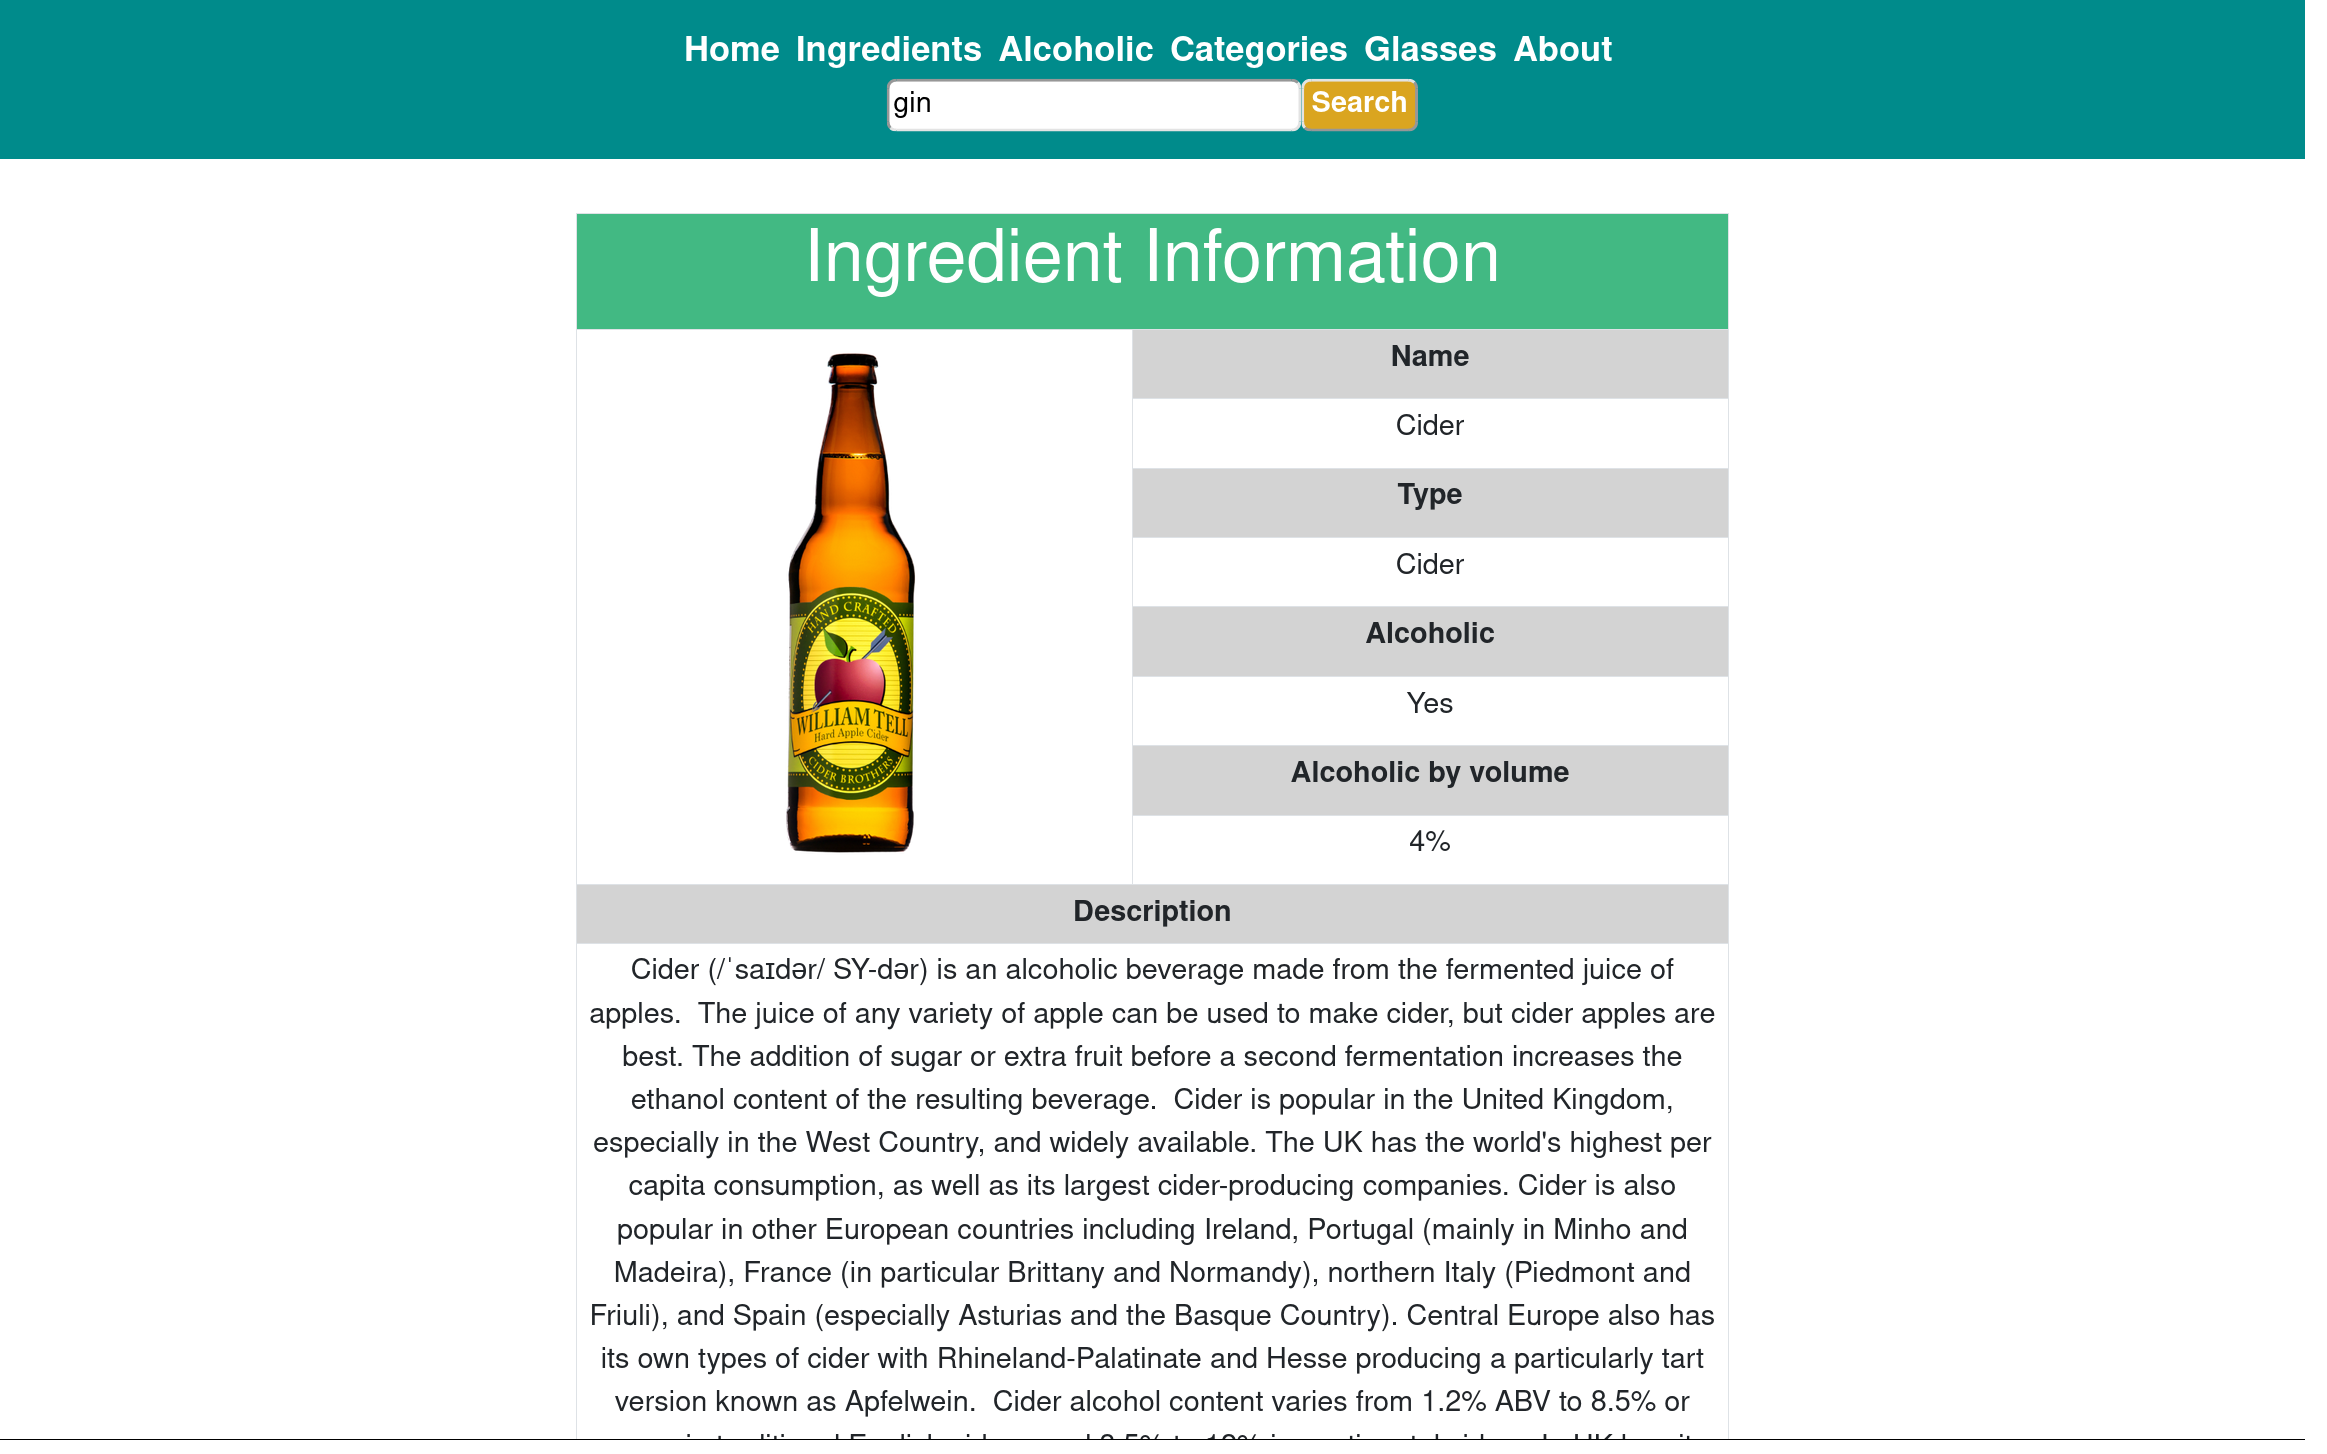 Home Ingredients Alcoholic Categories Glasses About
gin Search
Ingredient Information
HAND CRAFTED
WILLIAM TELL
Hard Apple Cider
CIDER BROTHERS
Name
Cider
Type
Cider
Alcoholic
Yes
Alcoholic by volume
4%
Description
Cider (/ˈsaɪdər/ SY-dər) is an alcoholic beverage made from the fermented juice of
apples.  The juice of any variety of apple can be used to make cider, but cider apples are
best. The addition of sugar or extra fruit before a second fermentation increases the
ethanol content of the resulting beverage.  Cider is popular in the United Kingdom,
especially in the West Country, and widely available. The UK has the world's highest per
capita consumption, as well as its largest cider-producing companies. Cider is also
popular in other European countries including Ireland, Portugal (mainly in Minho and
Madeira), France (in particular Brittany and Normandy), northern Italy (Piedmont and
Friuli), and Spain (especially Asturias and the Basque Country). Central Europe also has
its own types of cider with Rhineland-Palatinate and Hesse producing a particularly tart
version known as Apfelwein.  Cider alcohol content varies from 1.2% ABV to 8.5% or